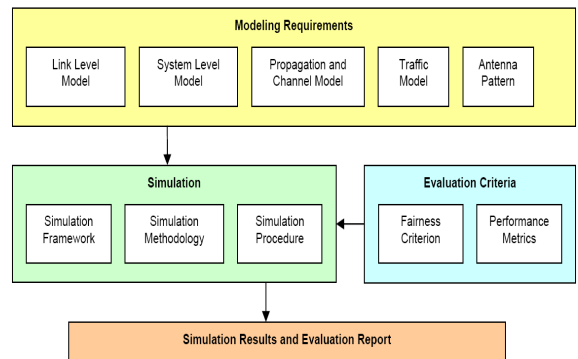 Modeling Requirements
Link Level
Model
System Level
Model
Propagation and
Channel Model
Traffic
Model
Antenna
Pattern
Simulation
Simulation
Framework
Simulation
Methodology
Simulation
Procedure
Evaluation Criteria
Fairness
Criterion
Performance
Metrics
Simulation Results and Evaluation Report